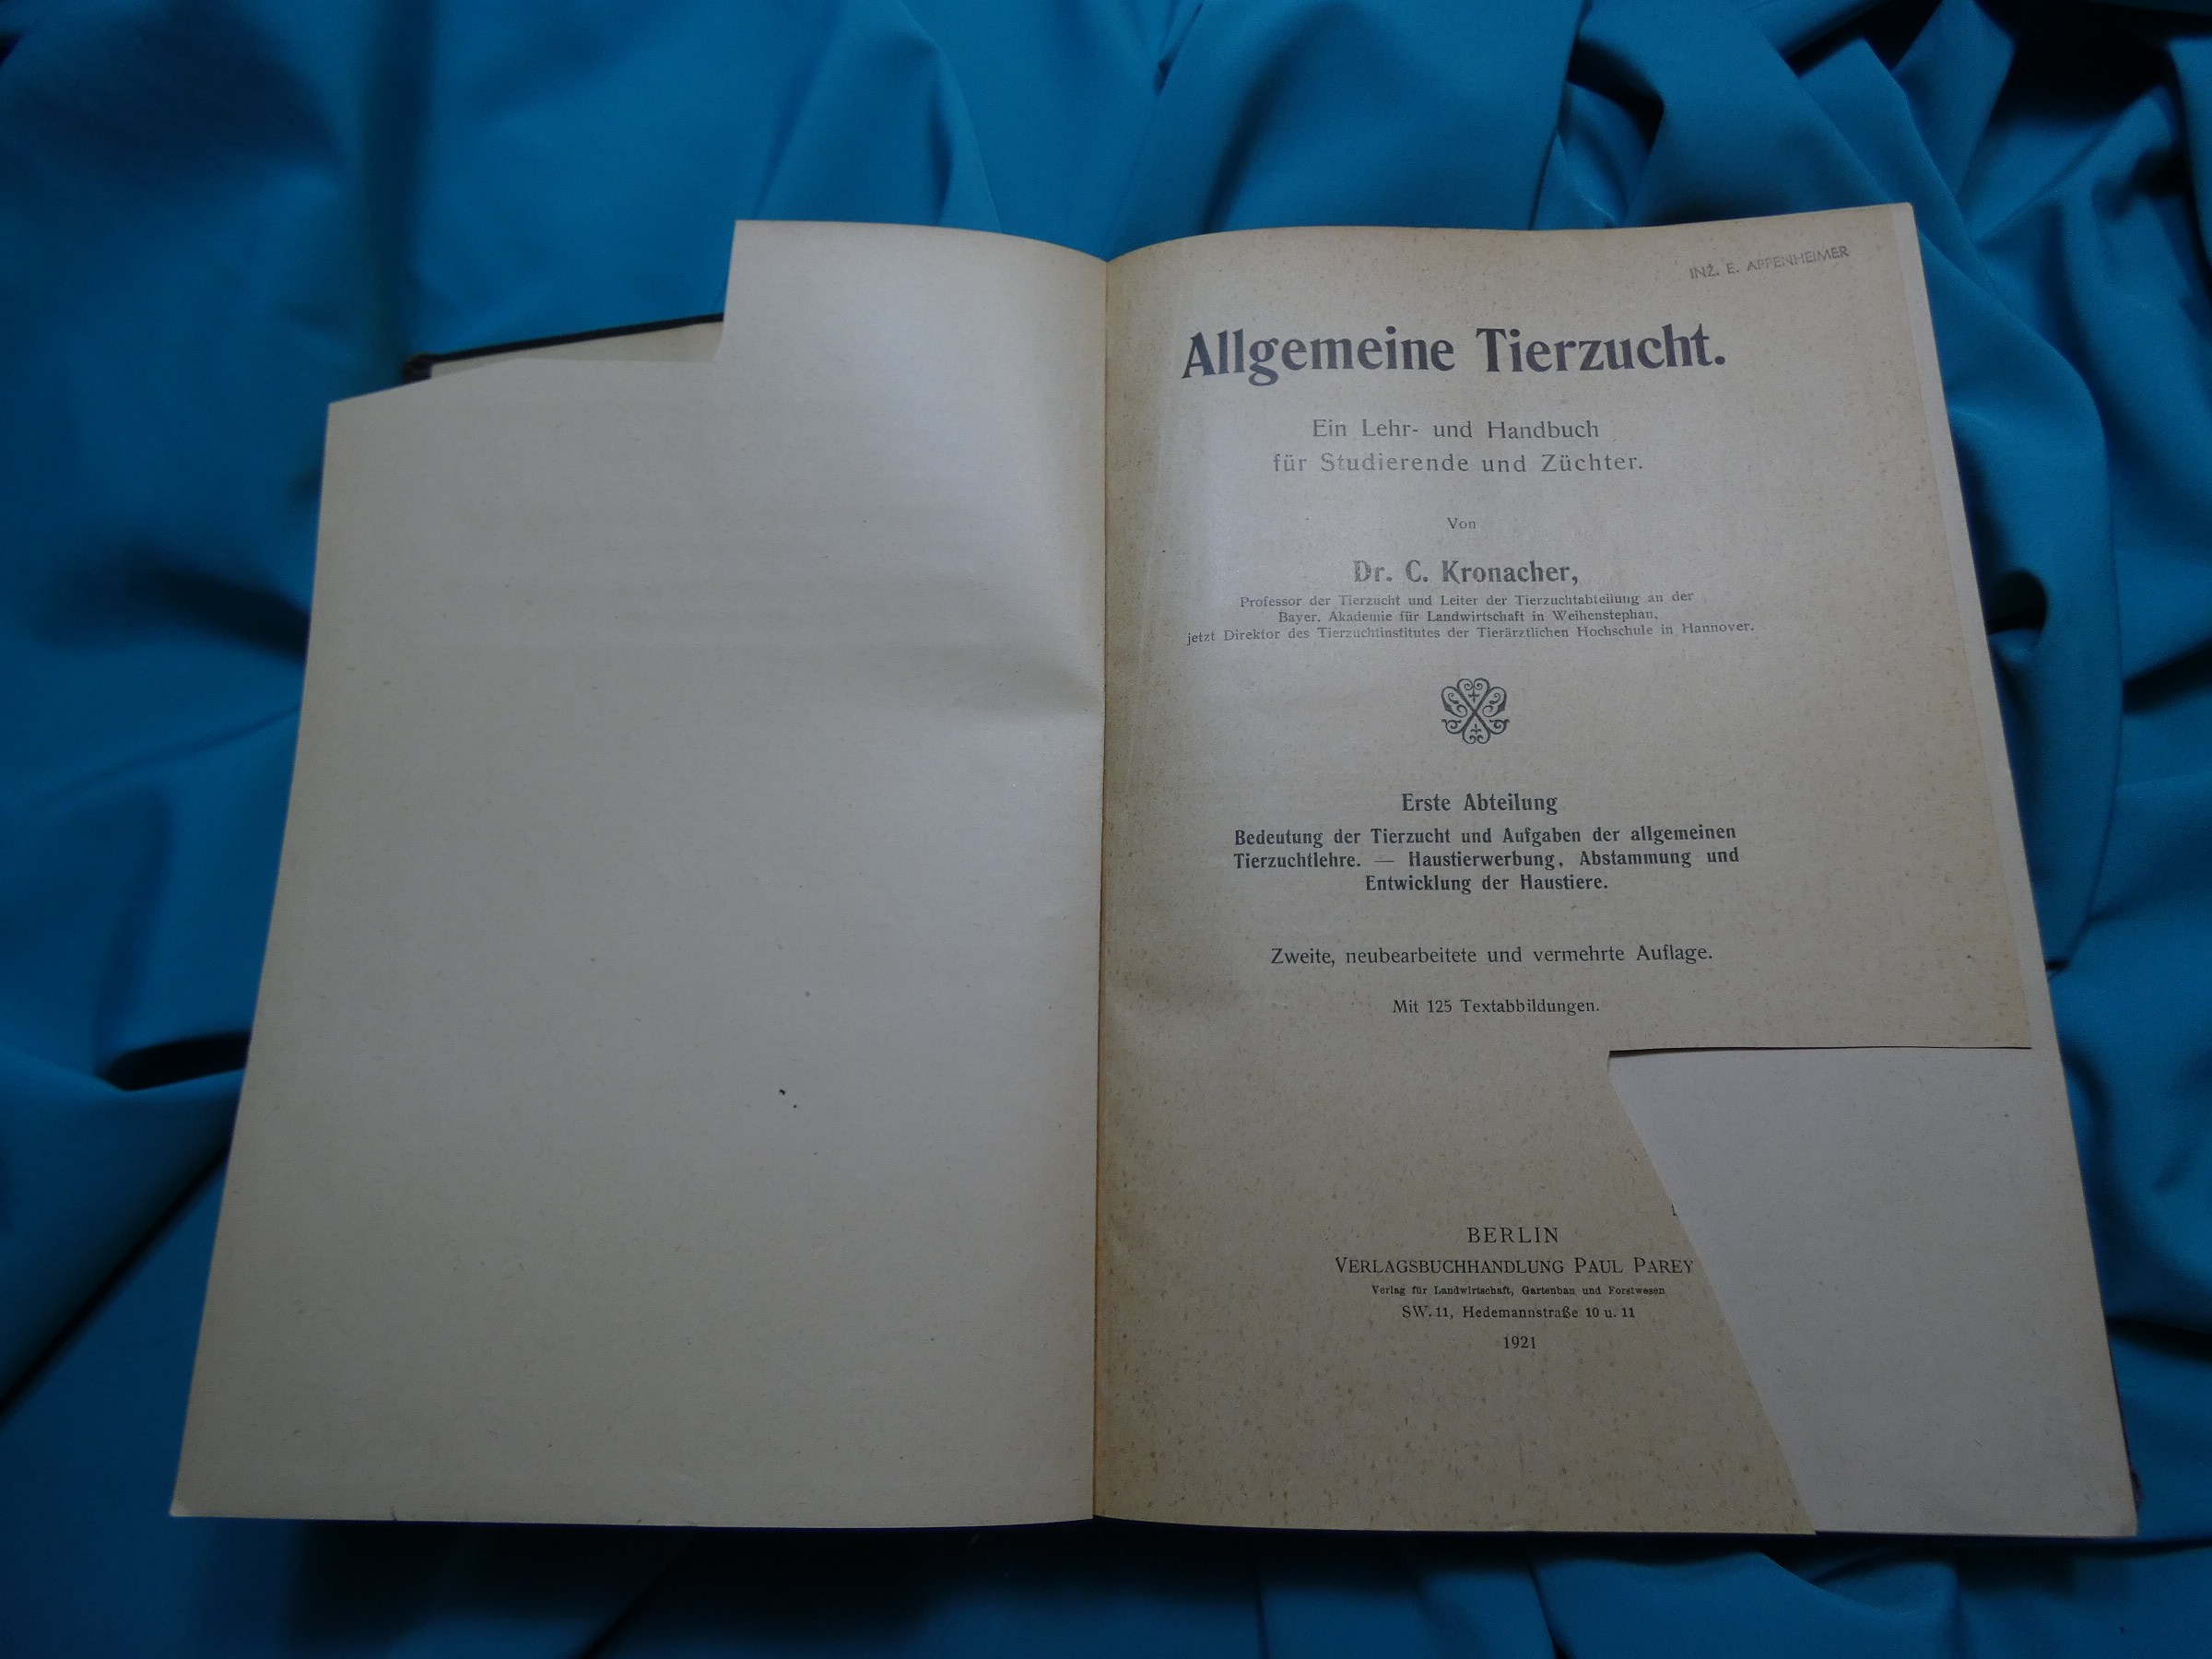 INŻ. E. APPENHEIMER
Allgemeine Tierzucht.
Ein Lehr- und Handbuch
für Studierende und Züchter.
Von
Dr. C. Kronacher,
Professor der Tierzucht und Leiter der Tierzuchtabteilung an der
Bayer. Akademie für Landwirtschaft in Weihenstephan,
jetzt Direktor des Tierzuchtinstitutes der Tierärztlichen Hochschule in Hannover.
Erste Abteilung
Bedeutung der Tierzucht und Aufgaben der allgemeinen
Tierzuchtlehre. — Haustierwerbung, Abstammung und
Entwicklung der Haustiere.
Zweite, neubearbeitete und vermehrte Auflage.
Mit 125 Textabbildungen.
BERLIN
VERLAGSBUCHHANDLUNG PAUL PAREY
Verlag für Landwirtschaft, Gartenbau und Forstwesen
SW. 11, Hedemannstraße 10 u. 11
1921